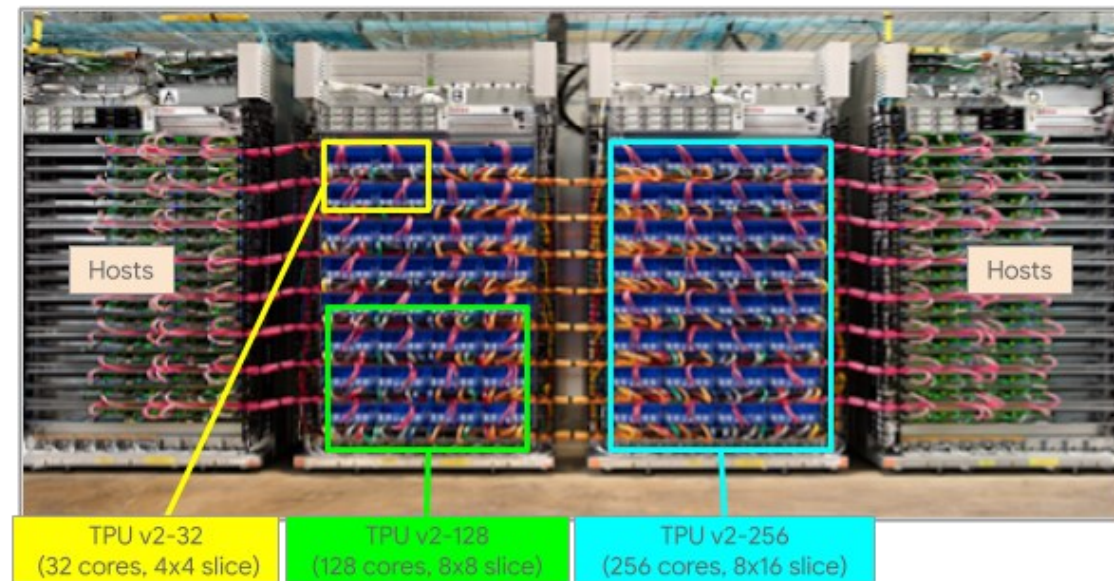 A
B
C
D
Hosts
Hosts
TPU v2-32
(32 cores, 4x4 slice)
TPU v2-128
(128 cores, 8x8 slice)
TPU v2-256
(256 cores, 8x16 slice)